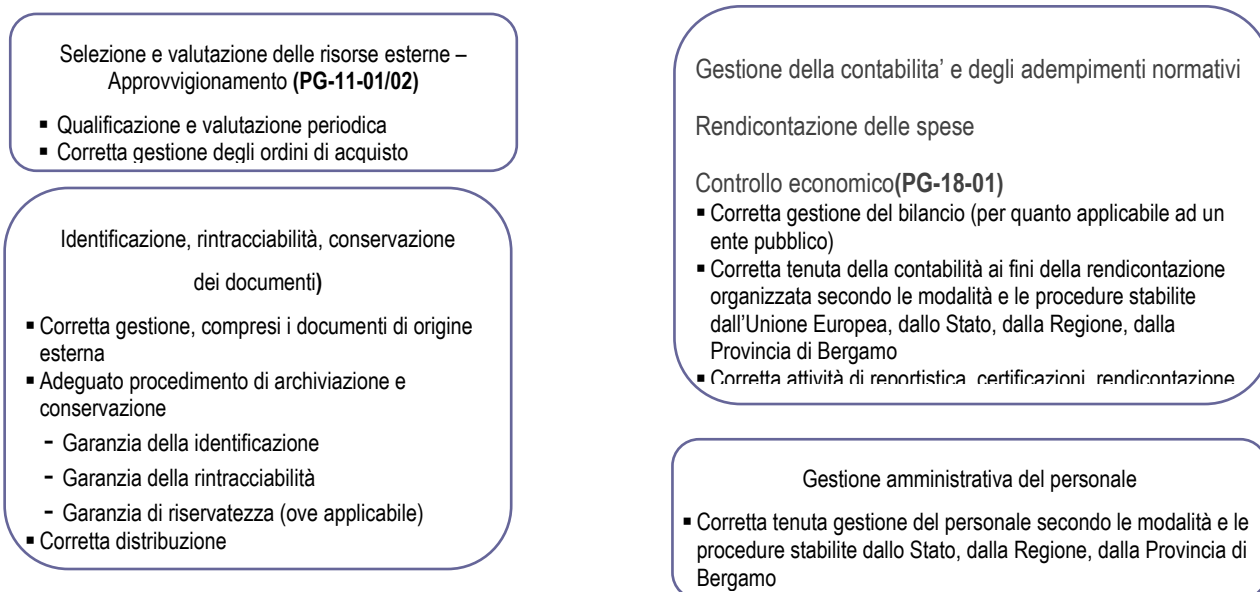 Selezione e valutazione delle risorse esterne –
Approvvigionamento (PG-11-01/02)
▪ Qualificazione e valutazione periodica
▪ Corretta gestione degli ordini di acquisto
Identificazione, rintracciabilità, conservazione
dei documenti)
▪ Corretta gestione, compresi i documenti di origine
esterna
▪ Adeguato procedimento di archiviazione e
conservazione
- Garanzia della identificazione
- Garanzia della rintracciabilità
- Garanzia di riservatezza (ove applicabile)
▪ Corretta distribuzione
Gestione della contabilita' e degli adempimenti normativi
Rendicontazione delle spese
Controllo economico(PG-18-01)
▪ Corretta gestione del bilancio (per quanto applicabile ad un
ente pubblico)
▪ Corretta tenuta della contabilità ai fini della rendicontazione
organizzata secondo le modalità e le procedure stabilite
dall'Unione Europea, dallo Stato, dalla Regione, dalla
Provincia di Bergamo
▪ Corretta attività di reportistica, certificazioni, rendicontazione
Gestione amministrativa del personale
▪ Corretta tenuta gestione del personale secondo le modalità e le
procedure stabilite dallo Stato, dalla Regione, dalla Provincia di
Bergamo